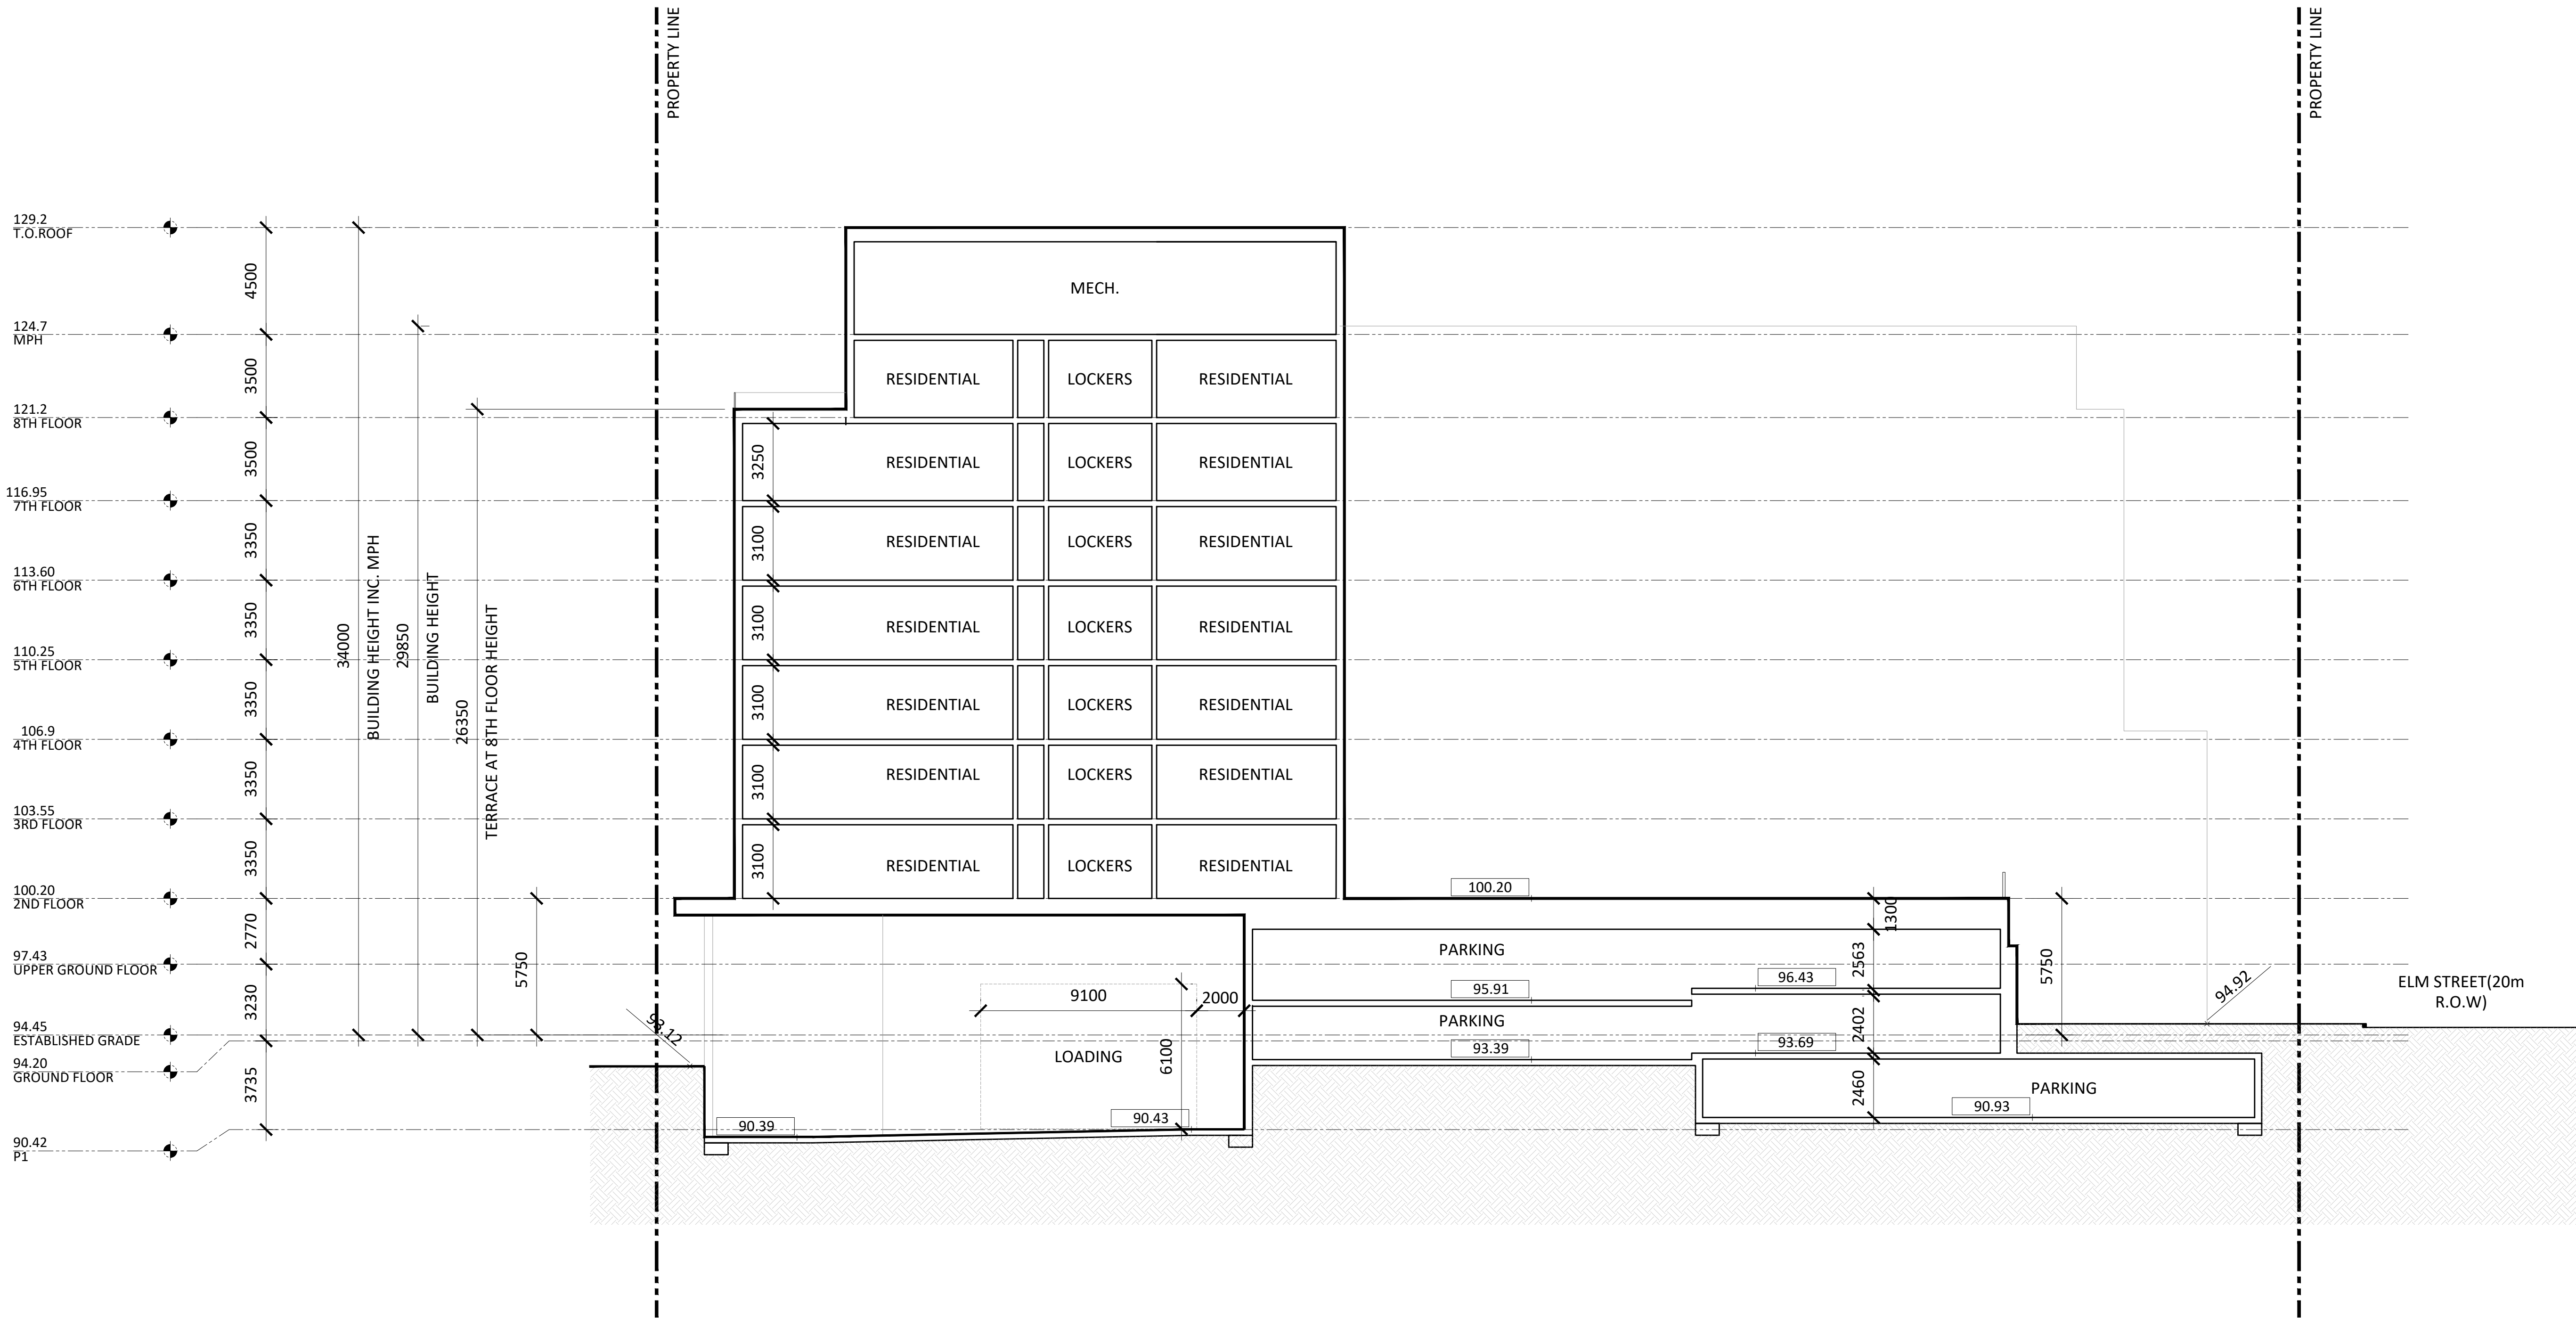 PROPERTY LINE
PROPERTY LINE
129.2
T.O.ROOF
4500
MECH.
124.7
MPH
3500
RESIDENTIAL
LOCKERS
RESIDENTIAL
121.2
8TH FLOOR
3500
3250
RESIDENTIAL
LOCKERS
RESIDENTIAL
116.95
7TH FLOOR
3350
3100
RESIDENTIAL
LOCKERS
RESIDENTIAL
113.60
6TH FLOOR
3350
34000
BUILDING HEIGHT INC. MPH
29850
BUILDING HEIGHT
26350
TERRACE AT 8TH FLOOR HEIGHT
3100
RESIDENTIAL
LOCKERS
RESIDENTIAL
110.25
5TH FLOOR
3350
3100
RESIDENTIAL
LOCKERS
RESIDENTIAL
106.9
4TH FLOOR
3350
3100
RESIDENTIAL
LOCKERS
RESIDENTIAL
103.55
3RD FLOOR
3350
3100
RESIDENTIAL
LOCKERS
RESIDENTIAL
100.20
100.20
2ND FLOOR
2770
1300
PARKING
97.43
UPPER GROUND FLOOR
5750
2563
5750
96.43
95.91
94.92
ELM STREET(20m
R.O.W)
3230
9100
2000
94.45
ESTABLISHED GRADE
93.12
PARKING
2402
93.69
93.39
LOADING
6100
94.20
GROUND FLOOR
3735
2460
PARKING
90.93
90.39
90.43
90.42
P1